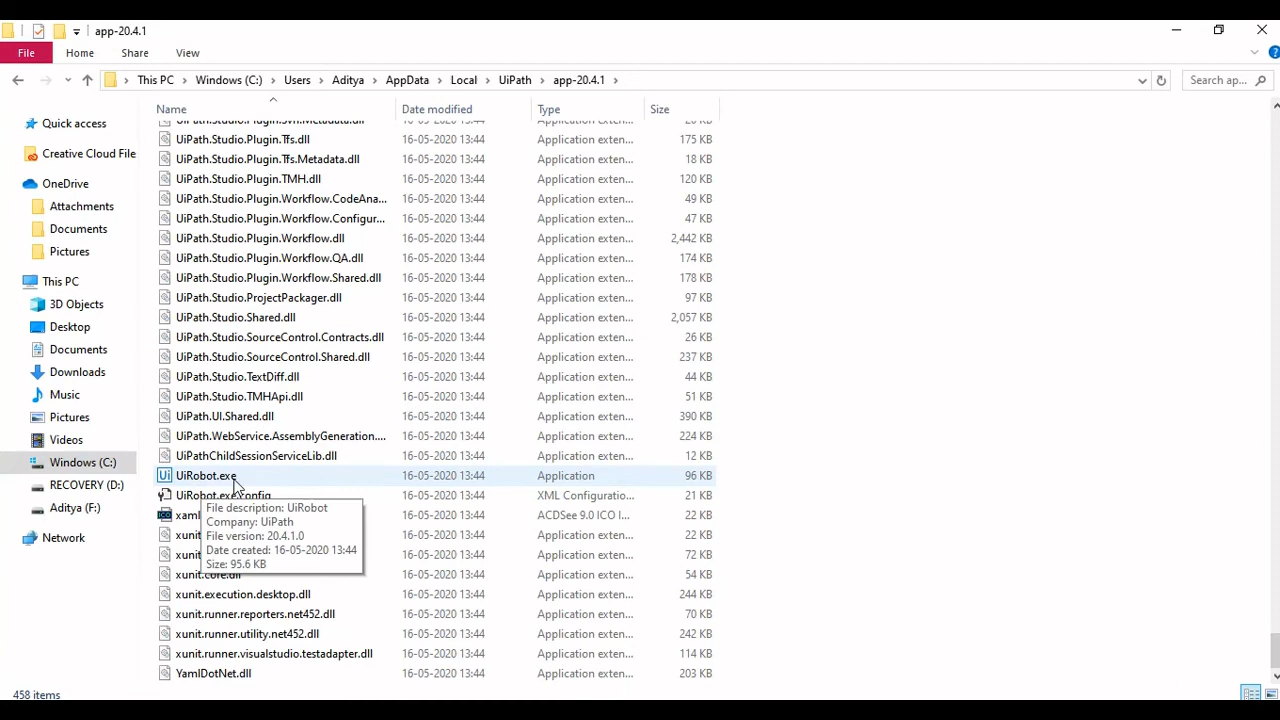 app-20.4.1
File Home Share View
This PC Windows (C:) Users Aditya AppData Local UiPath app-20.4.1
Search ap...
Quick access
Creative Cloud File
OneDrive
Attachments
Documents
Pictures
This PC
3D Objects
Desktop
Documents
Downloads
Music
Pictures
Videos
Windows (C:)
RECOVERY (D:)
Aditya (F:)
Network
Name Date modified Type Size
UiPath.Studio.Plugin.Svn.Metadata.dll 16-05-2020 13:44 Application exten...
UiPath.Studio.Plugin.Tfs.dll 16-05-2020 13:44 Application exten... 175 KB
UiPath.Studio.Plugin.Tfs.Metadata.dll 16-05-2020 13:44 Application exten... 18 KB
UiPath.Studio.Plugin.TMH.dll 16-05-2020 13:44 Application exten... 120 KB
UiPath.Studio.Plugin.Workflow.CodeAna... 16-05-2020 13:44 Application exten... 49 KB
UiPath.Studio.Plugin.Workflow.Configur... 16-05-2020 13:44 Application exten... 47 KB
UiPath.Studio.Plugin.Workflow.dll 16-05-2020 13:44 Application exten... 2,442 KB
UiPath.Studio.Plugin.Workflow.QA.dll 16-05-2020 13:44 Application exten... 174 KB
UiPath.Studio.Plugin.Workflow.Shared.dll 16-05-2020 13:44 Application exten... 178 KB
UiPath.Studio.ProjectPackager.dll 16-05-2020 13:44 Application exten... 97 KB
UiPath.Studio.Shared.dll 16-05-2020 13:44 Application exten... 2,057 KB
UiPath.Studio.SourceControl.Contracts.dll 16-05-2020 13:44 Application exten... 26 KB
UiPath.Studio.SourceControl.Shared.dll 16-05-2020 13:44 Application exten... 237 KB
UiPath.Studio.TextDiff.dll 16-05-2020 13:44 Application exten... 44 KB
UiPath.Studio.TMHApi.dll 16-05-2020 13:44 Application exten... 51 KB
UiPath.UI.Shared.dll 16-05-2020 13:44 Application exten... 390 KB
UiPath.WebService.AssemblyGeneration.... 16-05-2020 13:44 Application exten... 224 KB
UiPathChildSessionServiceLib.dll 16-05-2020 13:44 Application exten... 12 KB
UiRobot.exe 16-05-2020 13:44 Application 96 KB
UiRobot.exe.config 16-05-2020 13:44 XML Configuratio... 21 KB
xaml 16-05-2020 13:44 ACDSee 9.0 ICO I... 22 KB
xunit 16-05-2020 13:44 Application exten... 22 KB
xunit 16-05-2020 13:44 Application exten... 72 KB
xunit.core.dll 16-05-2020 13:44 Application exten... 54 KB
xunit.execution.desktop.dll 16-05-2020 13:44 Application exten... 244 KB
xunit.runner.reporters.net452.dll 16-05-2020 13:44 Application exten... 70 KB
xunit.runner.utility.net452.dll 16-05-2020 13:44 Application exten... 242 KB
xunit.runner.visualstudio.testadapter.dll 16-05-2020 13:44 Application exten... 114 KB
YamlDotNet.dll 16-05-2020 13:44 Application exten... 203 KB
File description: UiRobot
Company: UiPath
File version: 20.4.1.0
Date created: 16-05-2020 13:44
Size: 95.6 KB
458 items